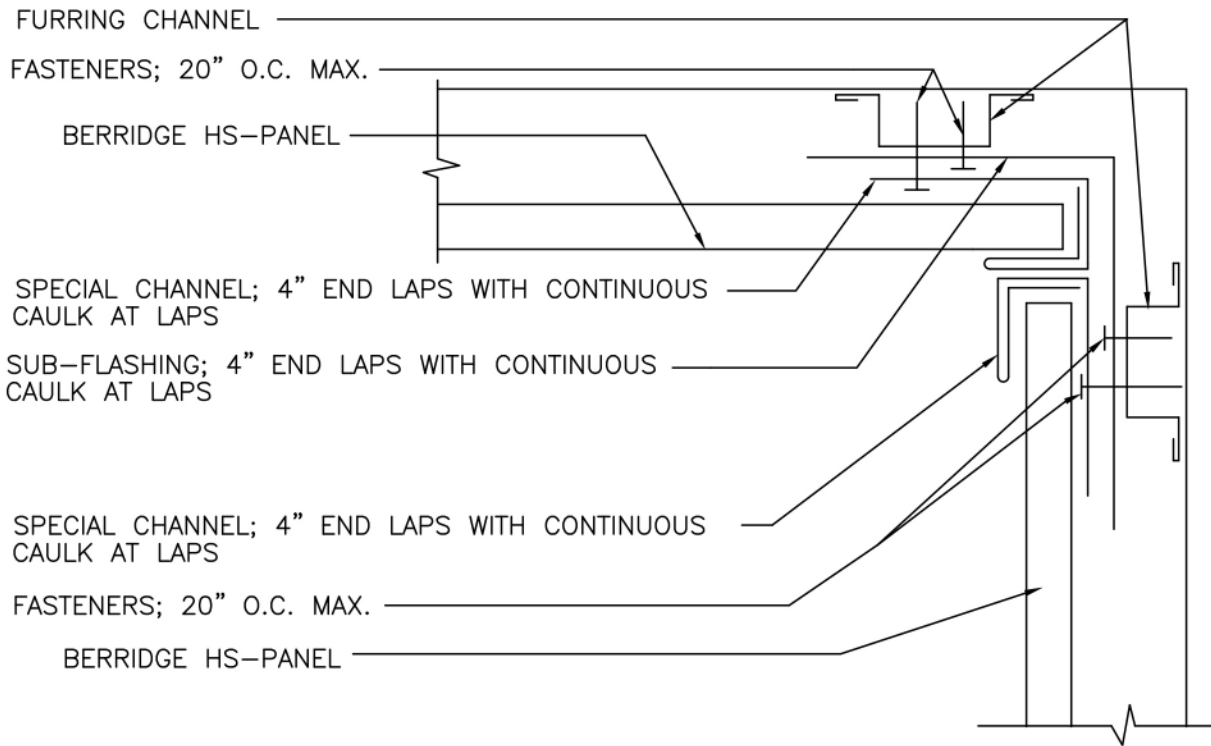 FURRING CHANNEL
FASTENERS; 20” O.C. MAX.
BERRIDGE HS–PANEL
SPECIAL CHANNEL; 4” END LAPS WITH CONTINUOUS
CAULK AT LAPS
SUB–FLASHING; 4” END LAPS WITH CONTINUOUS
CAULK AT LAPS
SPECIAL CHANNEL; 4” END LAPS WITH CONTINUOUS
CAULK AT LAPS
FASTENERS; 20” O.C. MAX.
BERRIDGE HS–PANEL